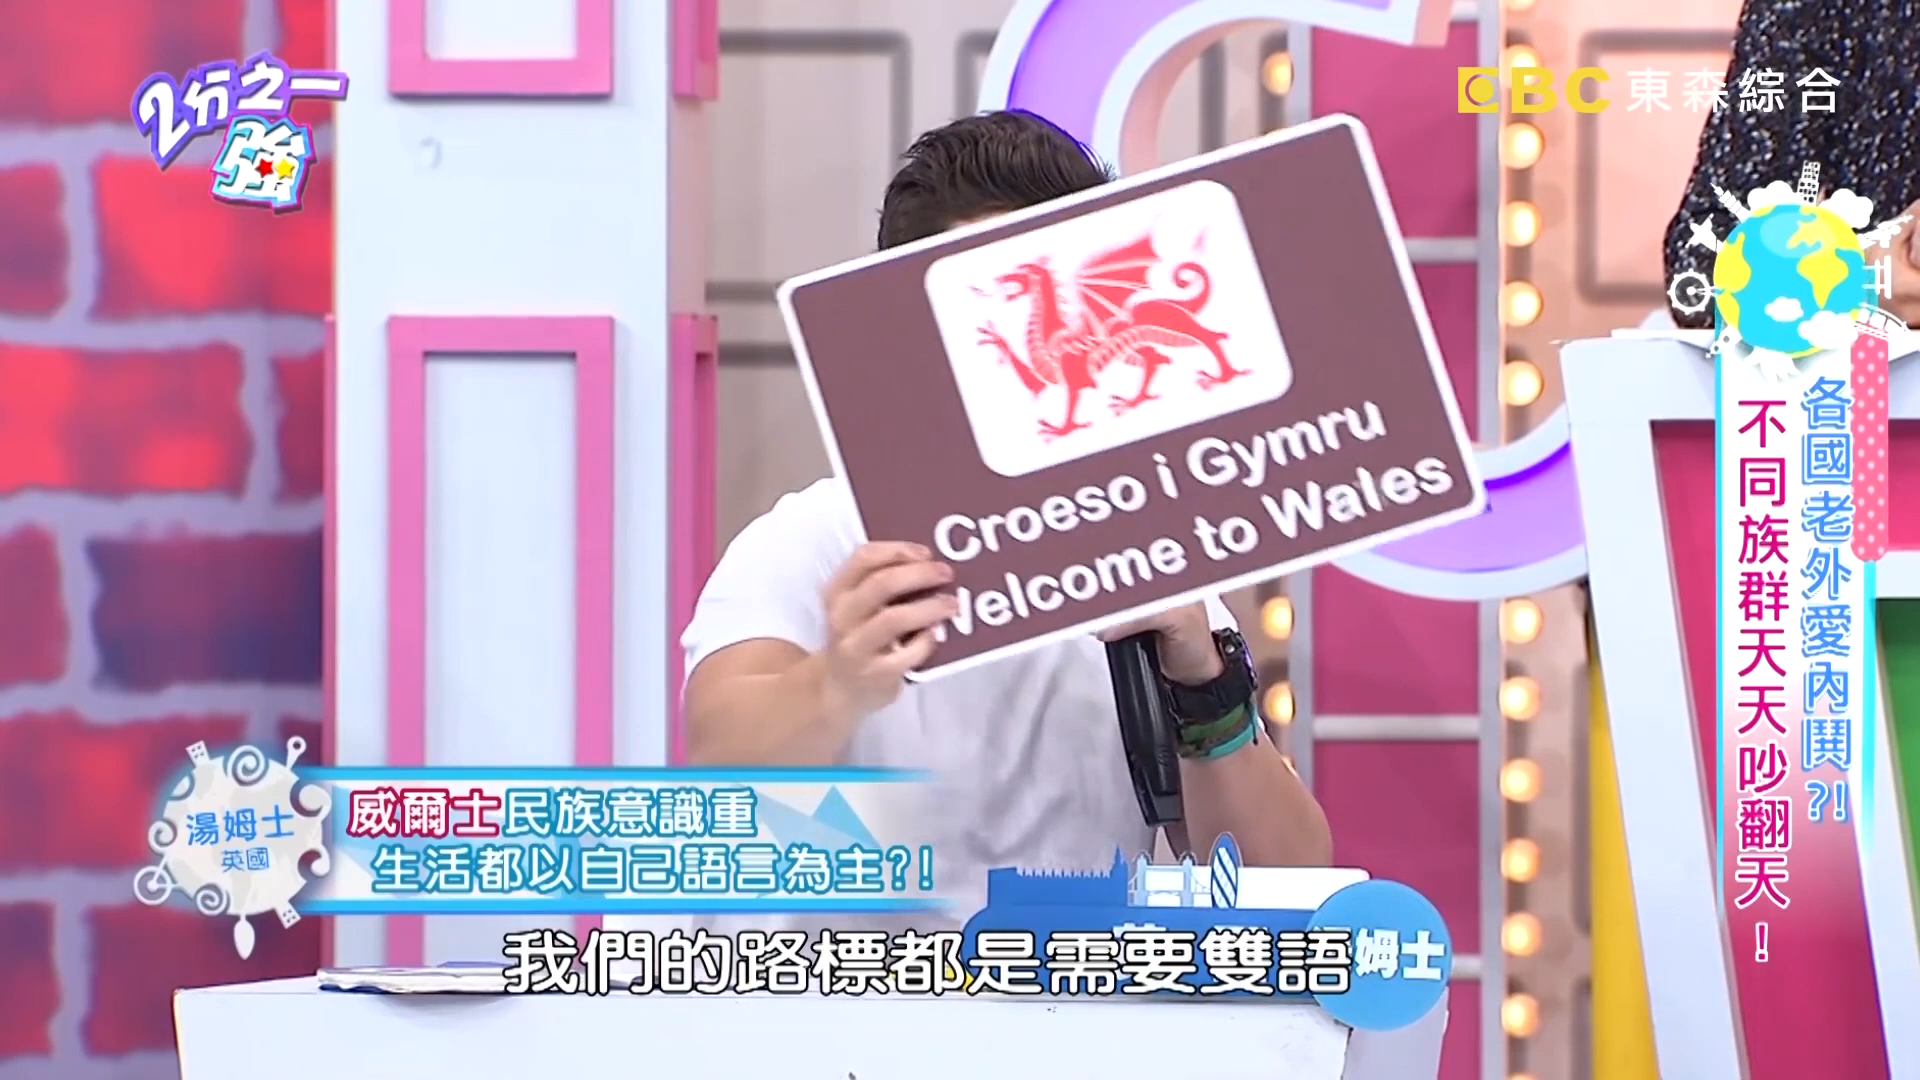 2分之一
強
EBC 東森綜合
各國老外愛內鬨?!
不同族群天天吵翻天！
Croeso i Gymru
Welcome to Wales
湯姆士
英國
威爾士民族意識重
生活都以自己語言為主?!
我們的路標都是需要雙語
姆士